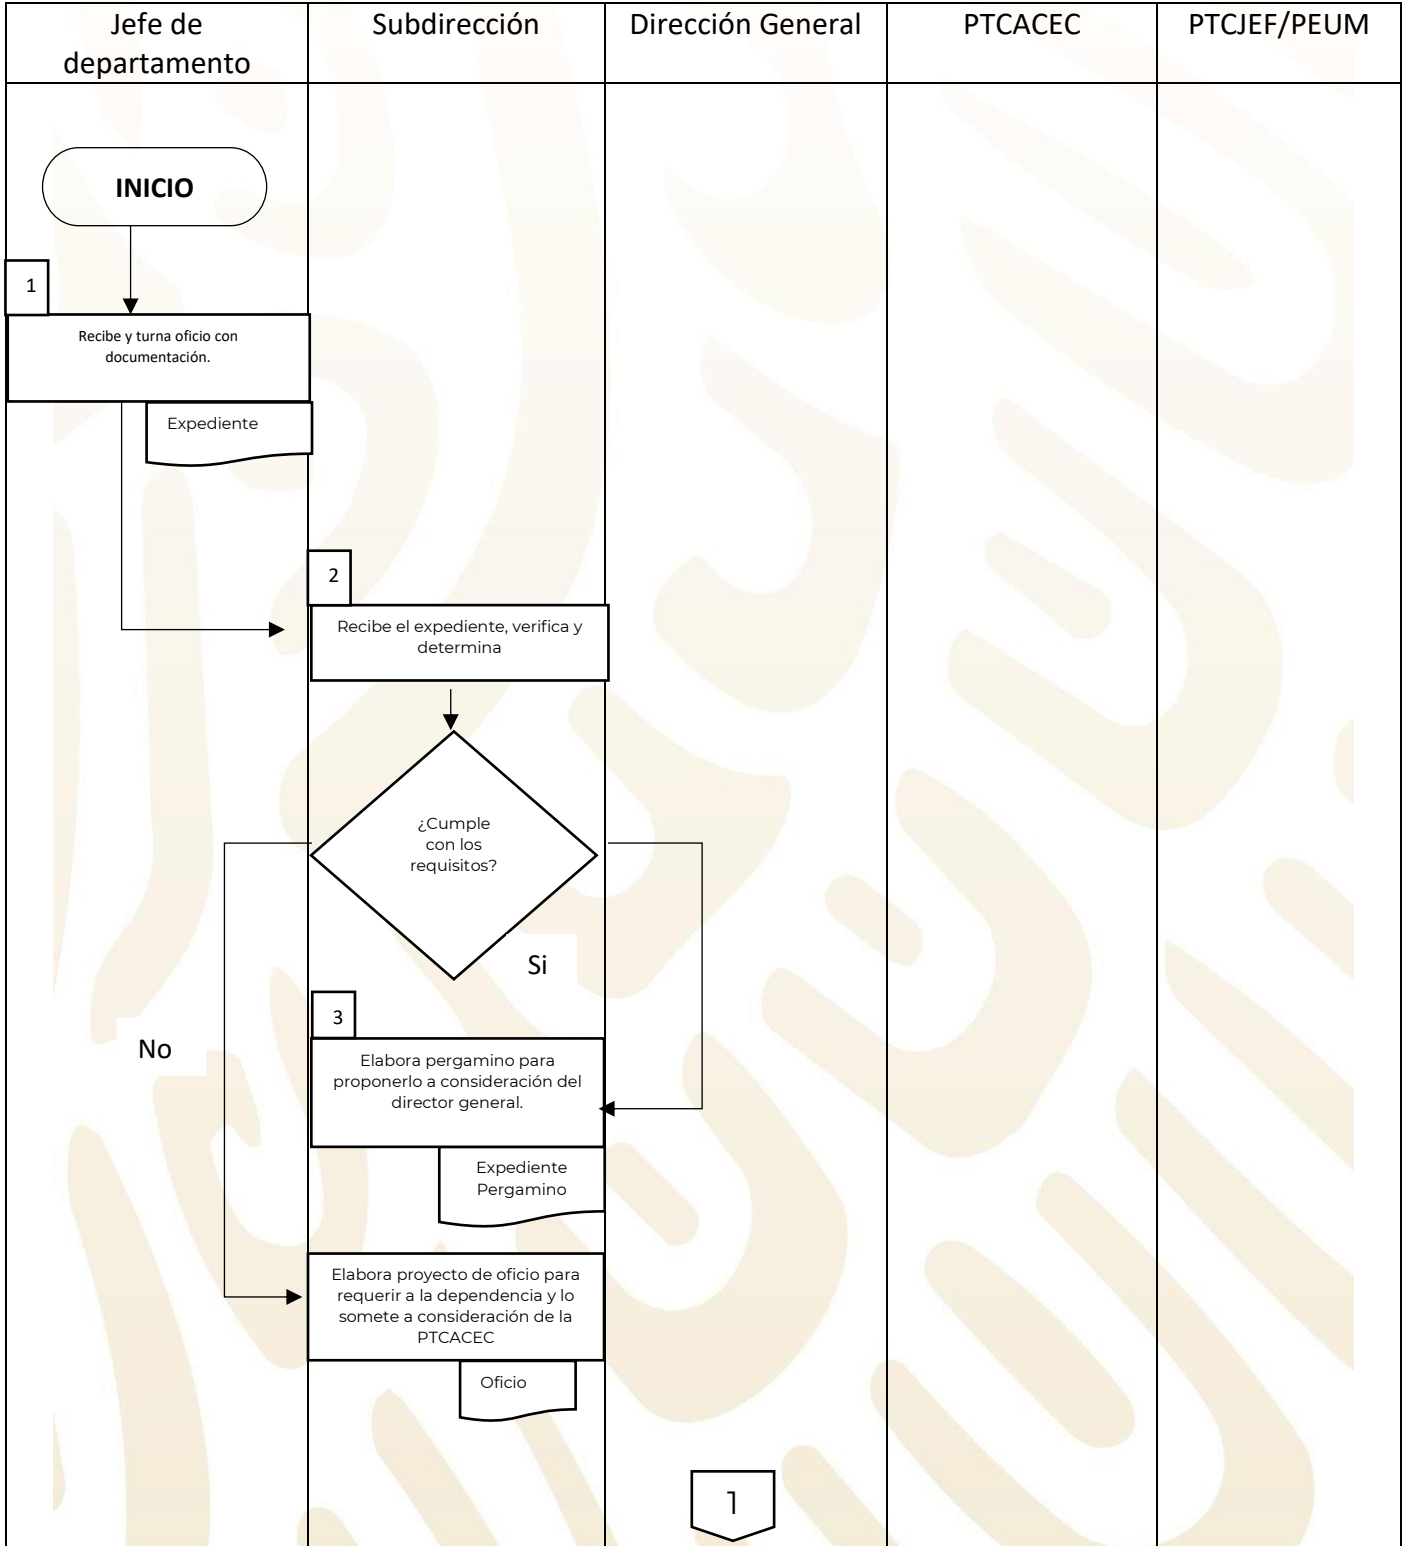 Jefe de
departamento
Subdirección
Dirección General
PTCACEC
PTCJEF/PEUM
INICIO
1
Recibe y turna oficio con
documentación.
Expediente
2
Recibe el expediente, verifica y
determina
¿Cumple
con los
requisitos?
Si
No
3
Elabora pergamino para
proponerlo a consideración del
director general.
Expediente
Pergamino
Elabora proyecto de oficio para
requerir a la dependencia y lo
somete a consideración de la
PTCACEC
Oficio
1